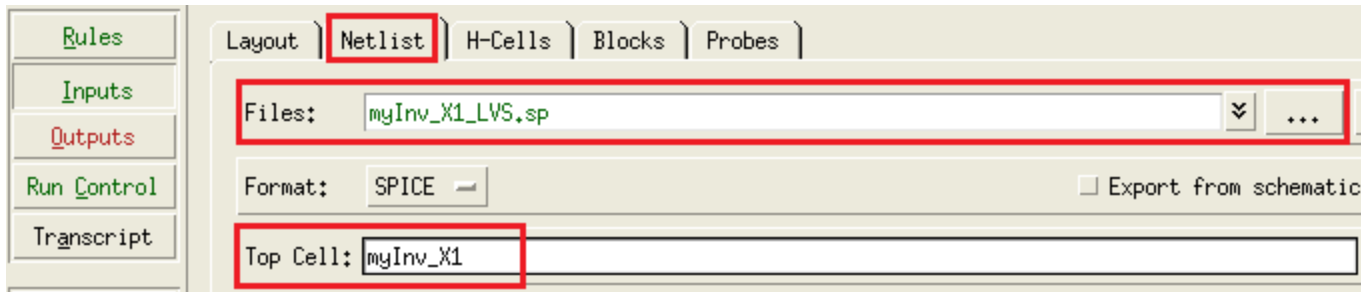 Rules
Inputs
Outputs
Run Control
Transcript
Layout Netlist H-Cells Blocks Probes
Files: myInv_X1_LVS.sp ...
Format: SPICE Export from schematic
Top Cell: myInv_X1